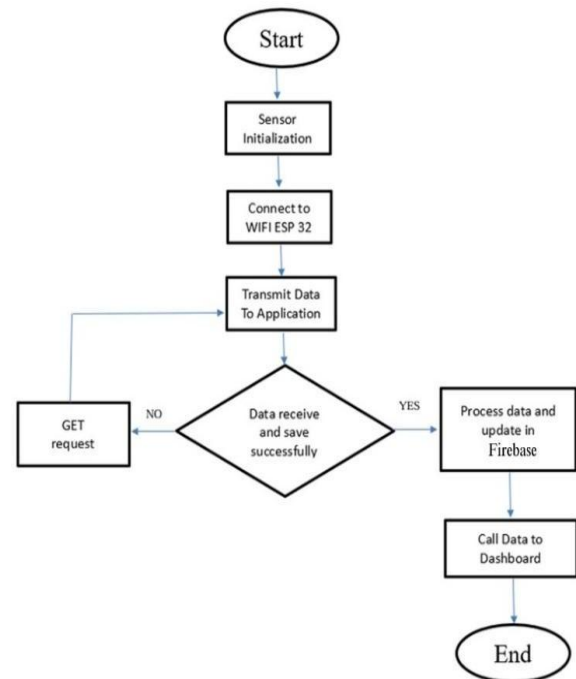 Start
Sensor
Initialization
Connect to
WIFI ESP 32
Transmit Data
To Application
GET
request
NO
Data receive
and save
successfully
YES
Process data and
update in
Firebase
Call Data to
Dashboard
End